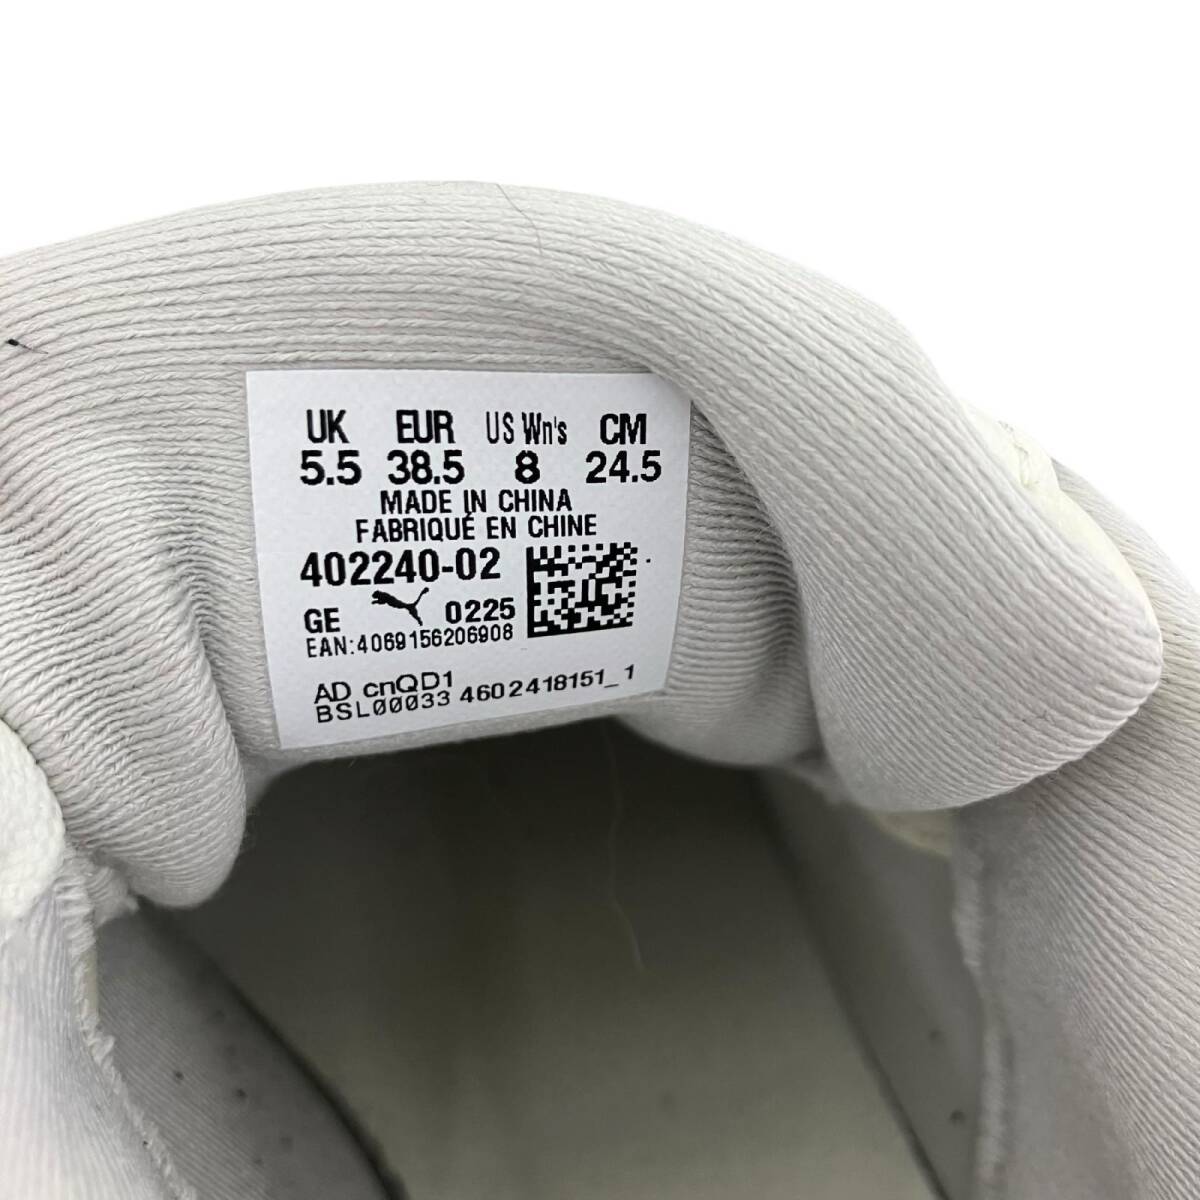 UK EUR US Wn's CM
5.5 38.5 8 24.5
MADE IN CHINA
FABRIQUÉ EN CHINE
402240-02
GE 0225
EAN:4069156206908
AD cnQD1
BSL00033 4602418151_1